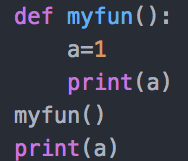 def myfun():
    a=1
    print(a)
myfun()
print(a)